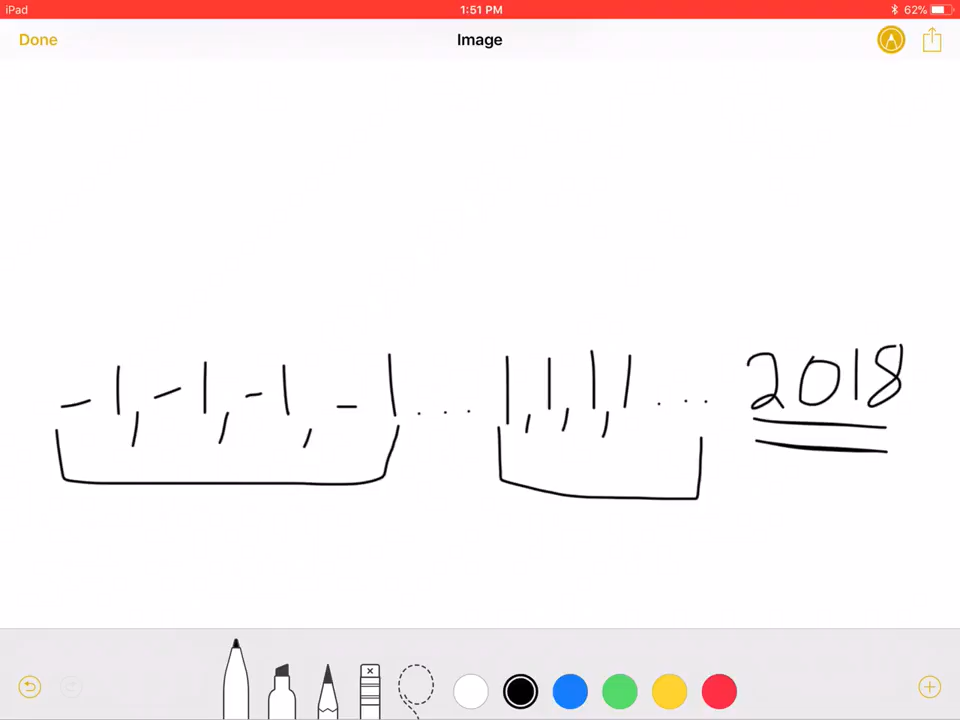 iPad 1:51 PM 62%
Done Image
-1, -1, -1, -1 ... 1, 1, 1, 1 ... 2018